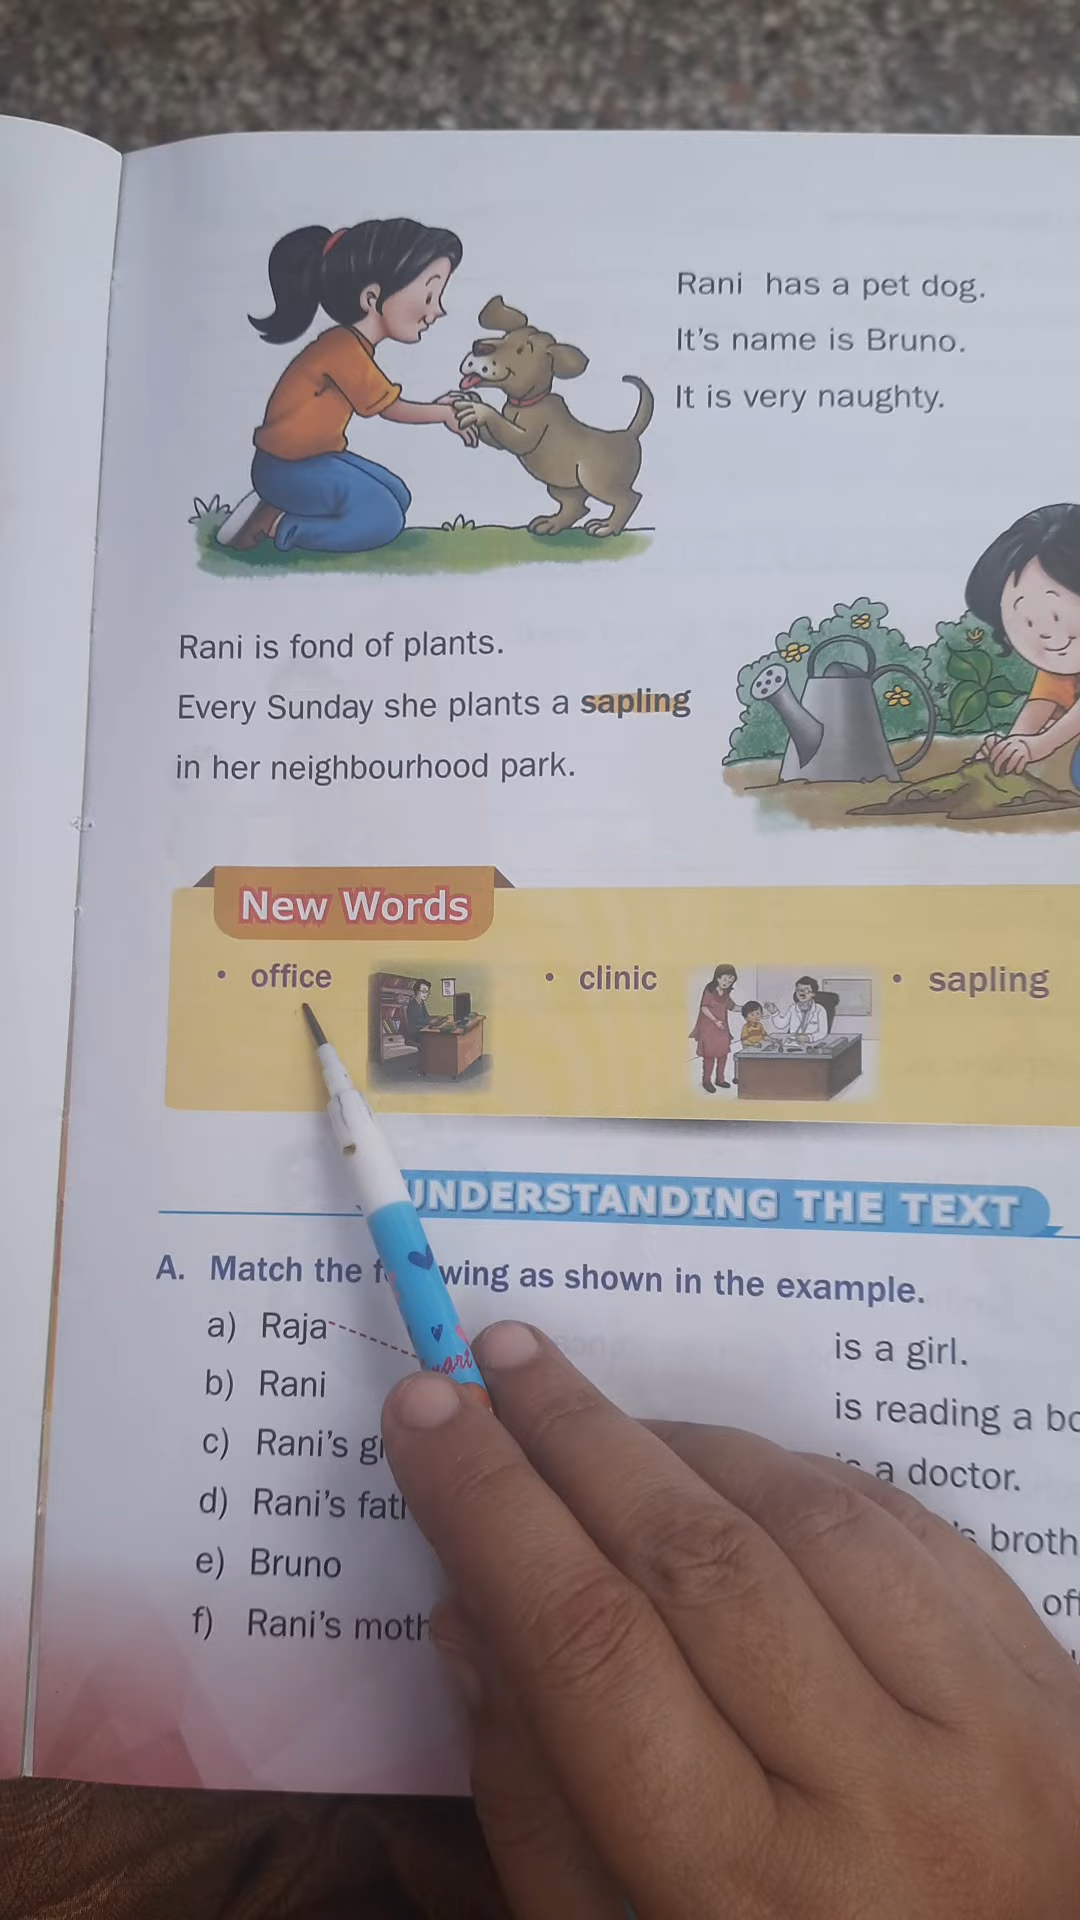 Rani has a pet dog.
It's name is Bruno.
It is very naughty.
Rani is fond of plants.
Every Sunday she plants a sapling
in her neighbourhood park.
New Words
• office • clinic • sapling
UNDERSTANDING THE TEXT
A. Match the as shown in the example.
a) Raja is a girl.
b) Rani is reading a
c) Rani's a doctor.
d) Rani's
e) Bruno
f) Rani's